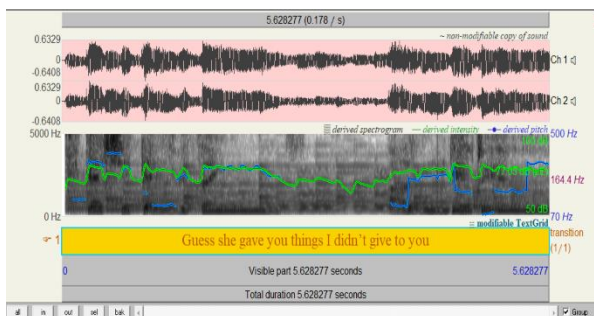 5.628277 (0.178 / s)
0.6329 ~ non-modifiable copy of sound
-0.6408 Ch 1
0.6329
-0.6408 Ch 2
derived spectrogram derived intensity derived pitch
5000 Hz 500 Hz
164.4 Hz
50 dB
0 Hz 70 Hz
modifiable TextGrid
1 Guess she gave you things I didn't give to you transition
(1/1)
0 Visible part 5.628277 seconds 5.628277
Total duration 5.628277 seconds
all in out sel bak Group